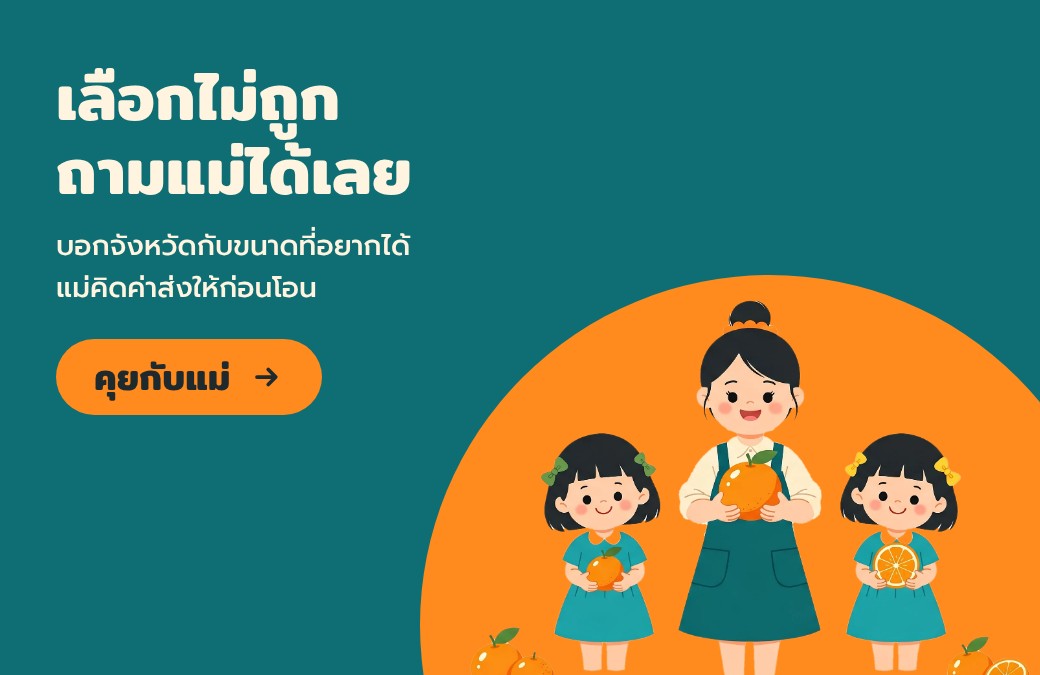 เลือกไม่ถูก
ถามแม่ได้เลย
บอกจังหวัดกับขนาดที่อยากได้
แม่คิดค่าส่งให้ก่อนโอน
คุยกับแม่ →